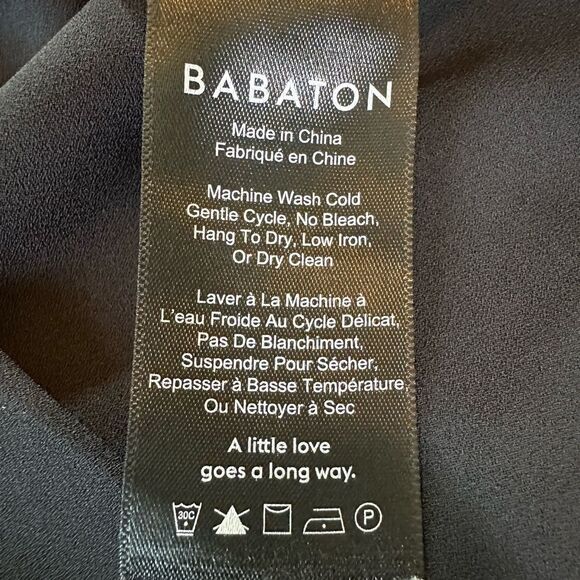 BABATON
Made in China
Fabriqué en Chine
Machine Wash Cold
Gentle Cycle, No Bleach,
Hang To Dry, Low Iron,
Or Dry Clean
Laver à La Machine à
L'eau Froide Au Cycle Délicat,
Pas De Blanchiment,
Suspendre Pour Sécher,
Repasser à Basse Température
Ou Nettoyer à Sec
A little love
goes a long way.
30C P